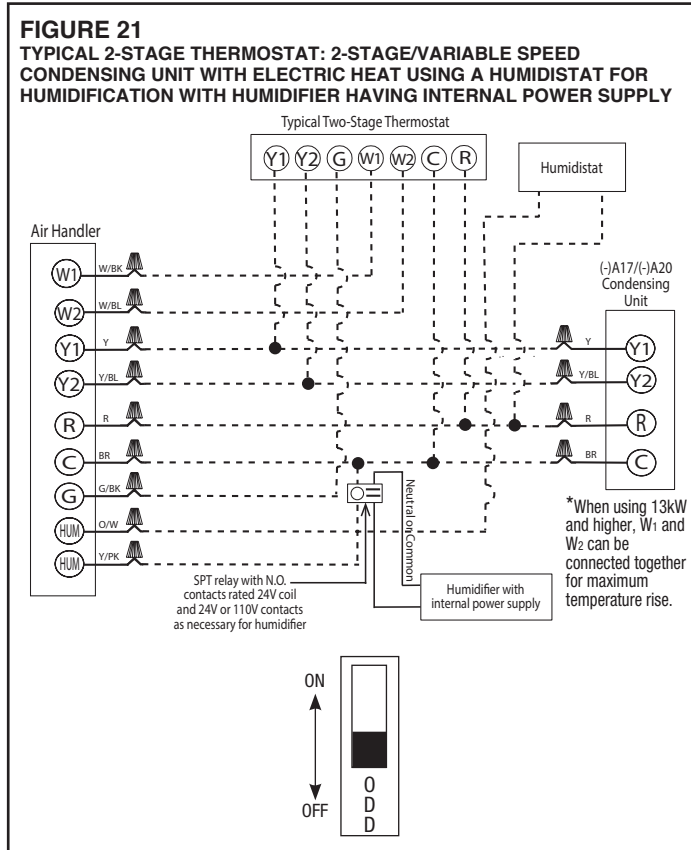 FIGURE 21
TYPICAL 2-STAGE THERMOSTAT: 2-STAGE/VARIABLE SPEED
CONDENSING UNIT WITH ELECTRIC HEAT USING A HUMIDISTAT FOR
HUMIDIFICATION WITH HUMIDIFIER HAVING INTERNAL POWER SUPPLY
Typical Two-Stage Thermostat
Y1 Y2 G W1 W2 C R
Humidistat
Air Handler
(-)A17/(-)A20
Condensing
Unit
W1 W/BK
W2 W/BL
Y1 Y
Y Y1
Y2 Y/BL
Y/BL Y2
R R
R R
C BR
BR C
G G/BK
HUM O/W
HUM Y/PK
Neutral or Common
SPT relay with N.O.
contacts rated 24V coil
and 24V or 110V contacts
as necessary for humidifier
Humidifier with
internal power supply
*When using 13kW
and higher, W1 and
W2 can be
connected together
for maximum
temperature rise.
ON
OFF
O
D
D